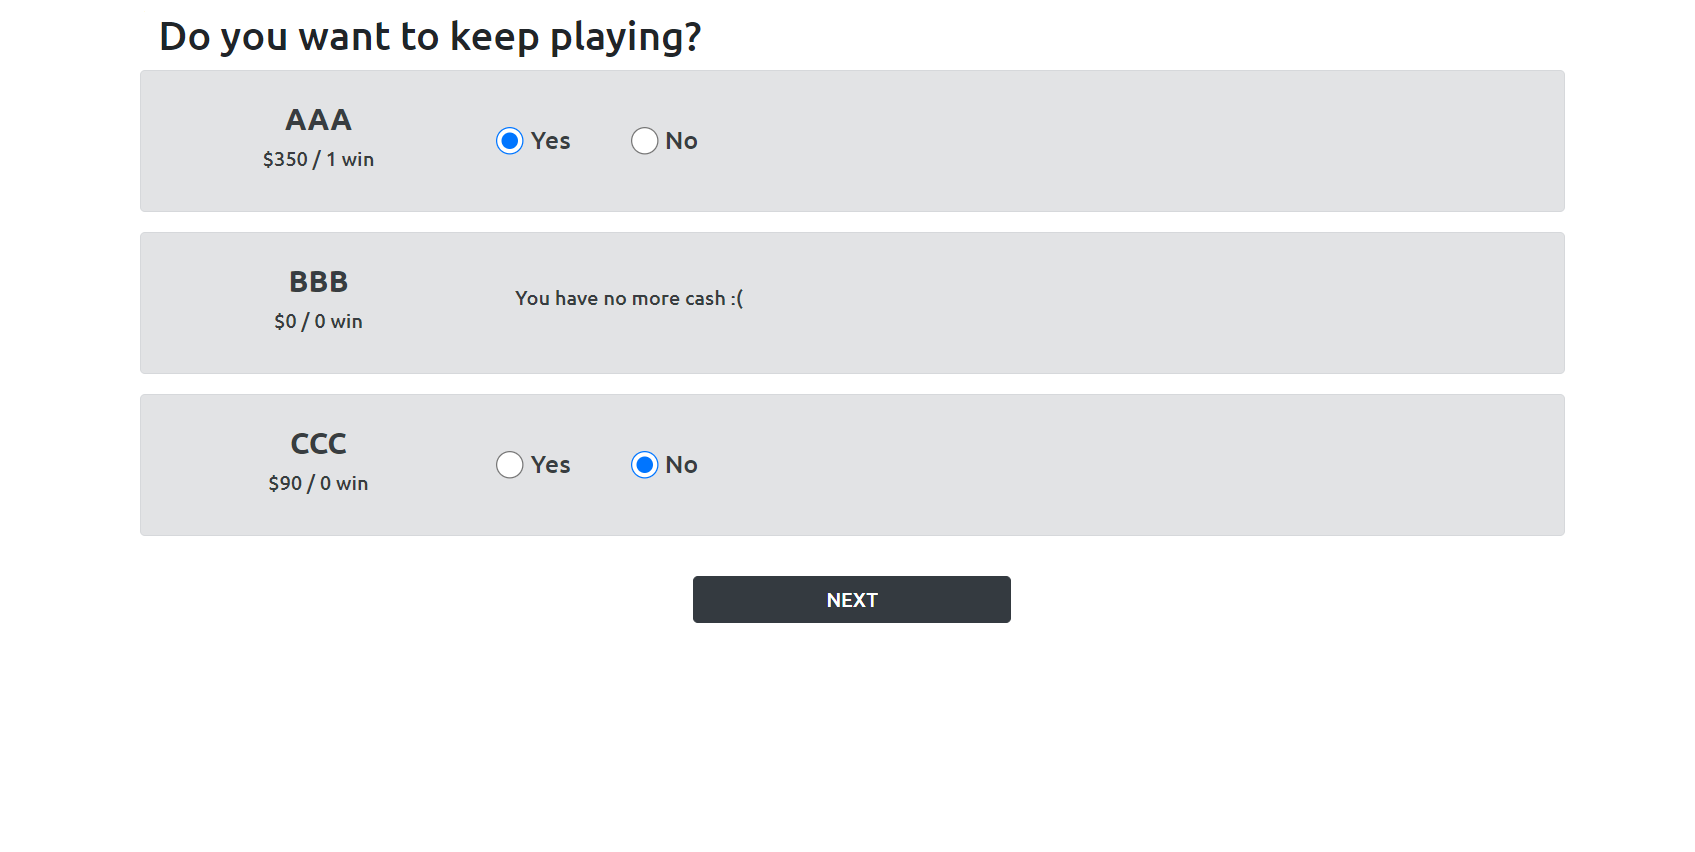 Do you want to keep playing?
AAA
$350 / 1 win
Yes No
BBB
$0 / 0 win
You have no more cash :(
CCC
$90 / 0 win
Yes No
NEXT